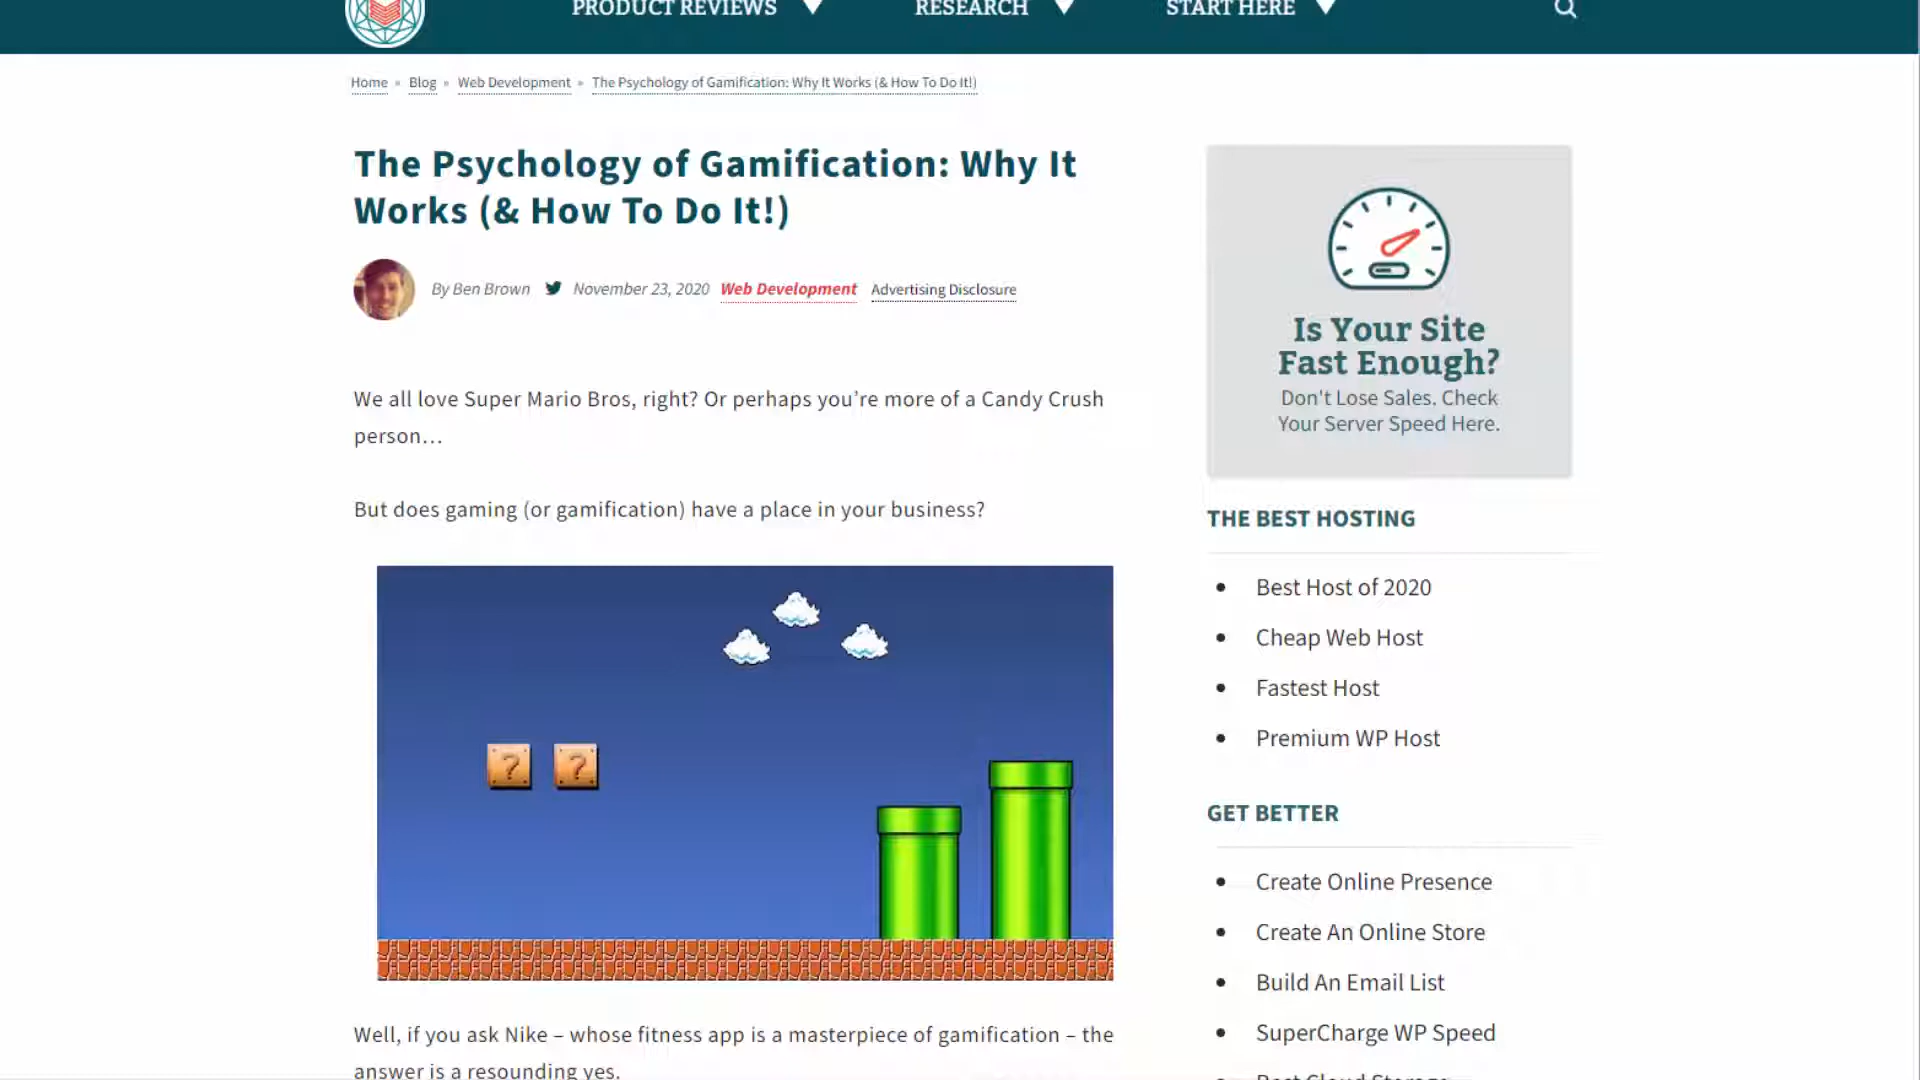 PRODUCT REVIEWS RESEARCH START HERE
Home » Blog » Web Development » The Psychology of Gamification: Why It Works (& How To Do It!)
The Psychology of Gamification: Why It
Works (& How To Do It!)
By Ben Brown November 23, 2020 Web Development Advertising Disclosure
We all love Super Mario Bros, right? Or perhaps you're more of a Candy Crush
person…
But does gaming (or gamification) have a place in your business?
? ?
Well, if you ask Nike – whose fitness app is a masterpiece of gamification – the
answer is a resounding yes.
Is Your Site
Fast Enough?
Don't Lose Sales. Check
Your Server Speed Here.
THE BEST HOSTING
Best Host of 2020
Cheap Web Host
Fastest Host
Premium WP Host
GET BETTER
Create Online Presence
Create An Online Store
Build An Email List
SuperCharge WP Speed
Best Cloud Storage